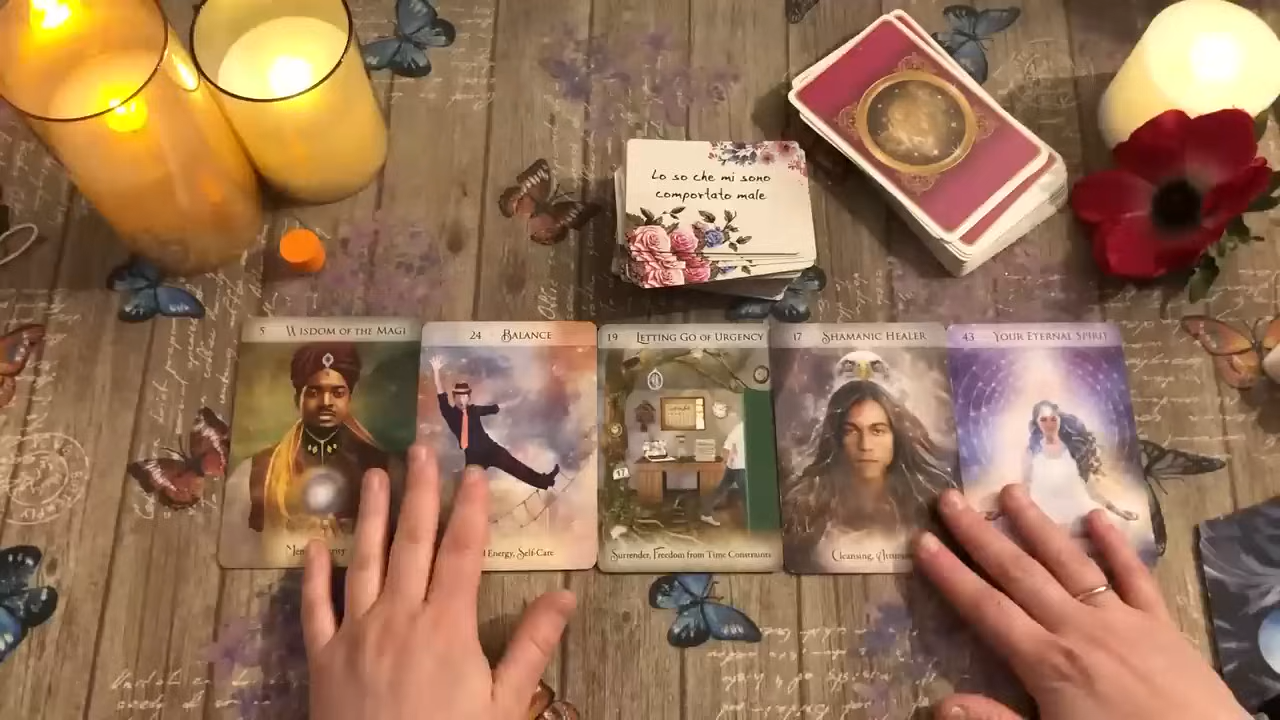 Lo so che mi sono
comportato male
5 WISDOM OF THE MAGI
24 BALANCE
19 LETTING GO OF URGENCY
17 SHAMANIC HEALER
43 YOUR ETERNAL SPIRIT
17
Energy, Self-Care
Surrender, Freedom from Time Constraints
Cleansing,